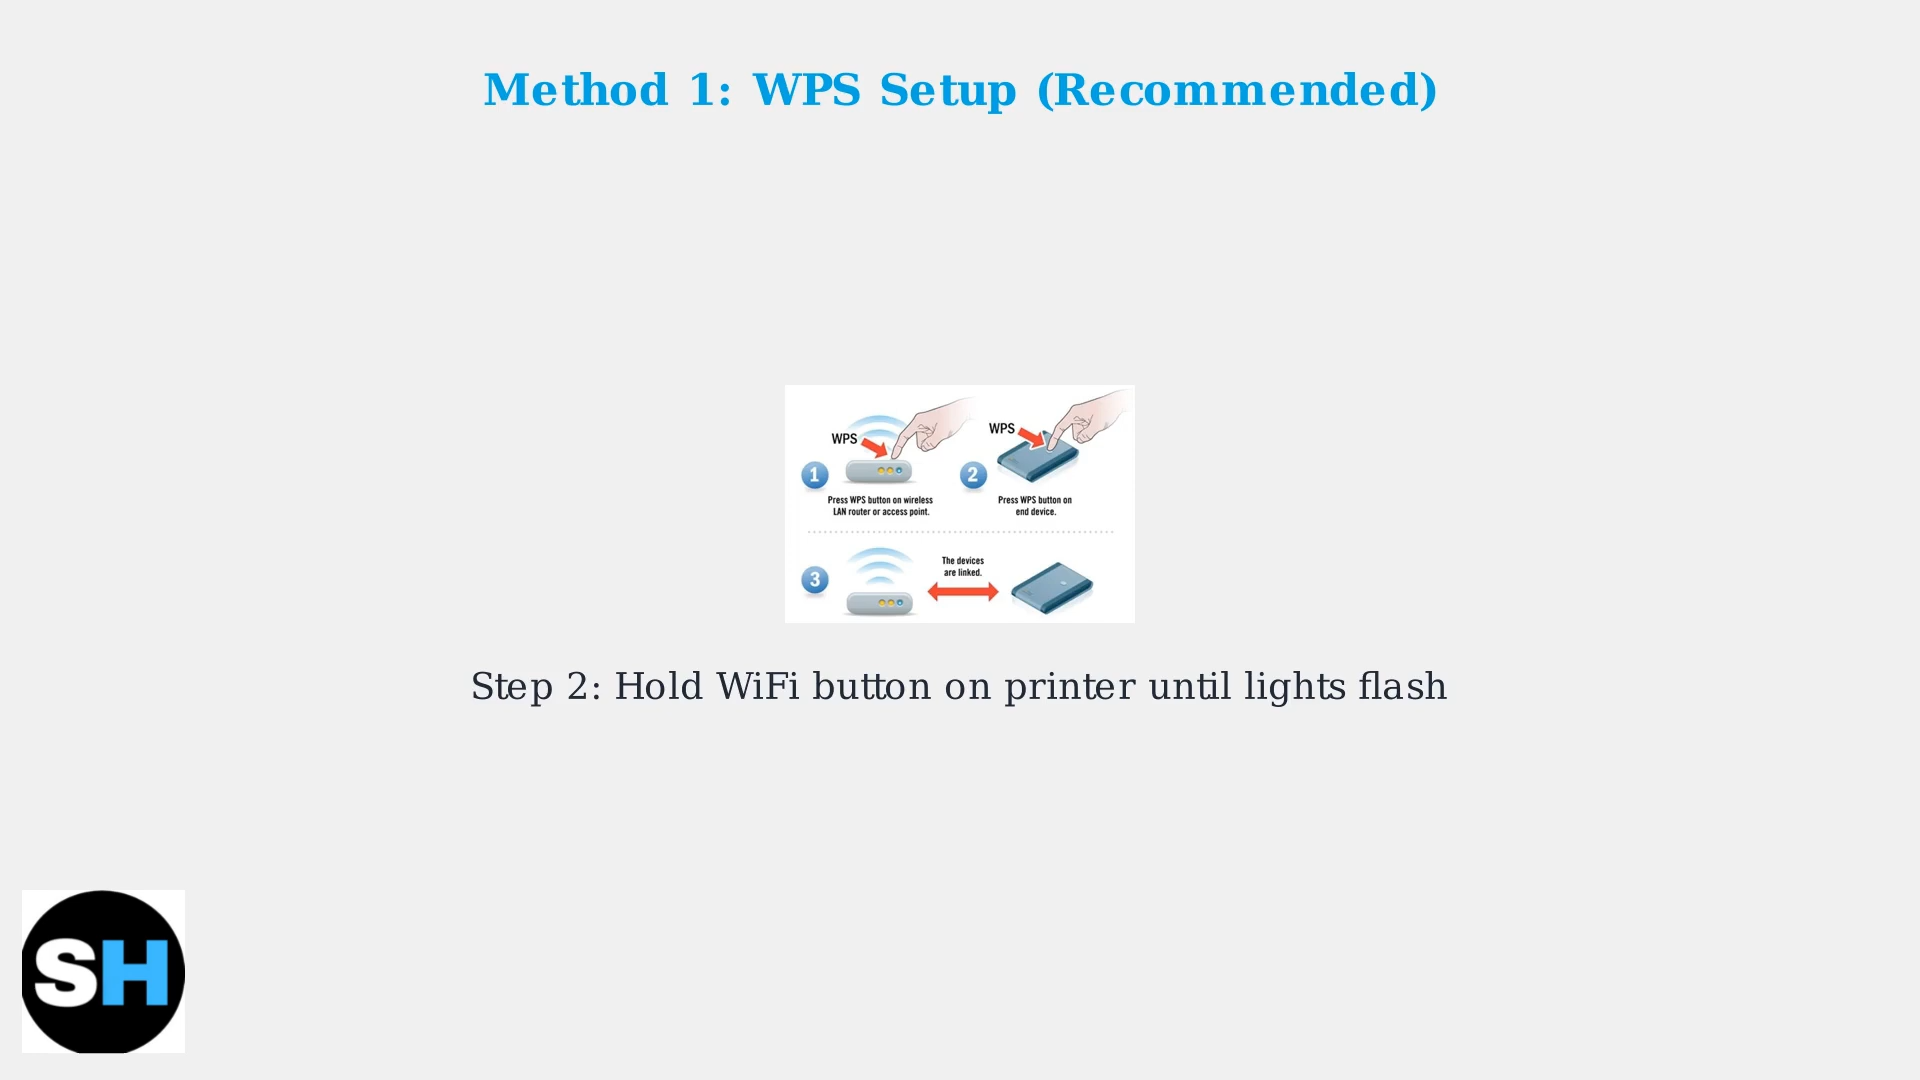 Method 1: WPS Setup (Recommended)
WPS
WPS
1
2
Press WPS button on wireless
LAN router or access point.
Press WPS button on
end device.
3
The devices
are linked.
Step 2: Hold WiFi button on printer until lights flash
SH